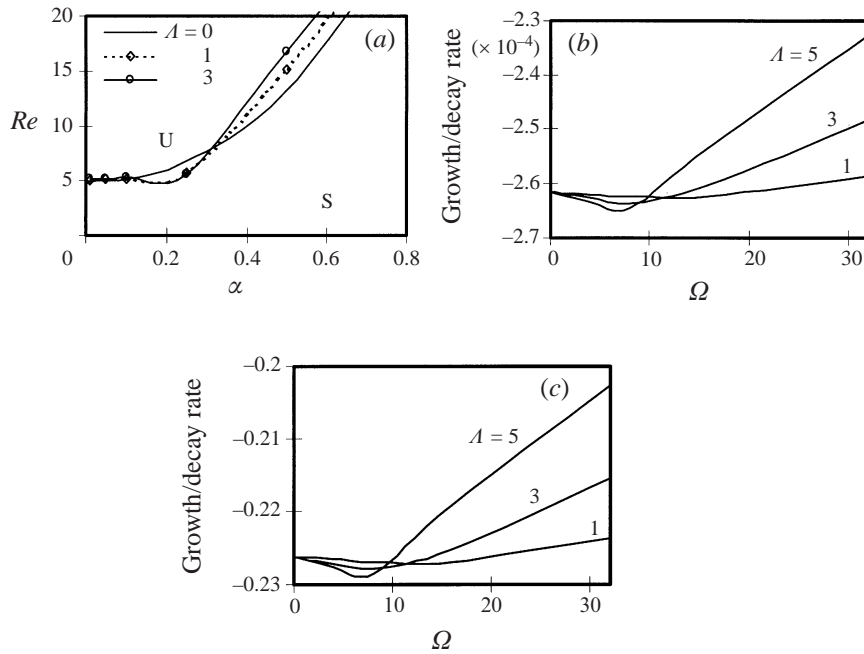 20
15
10
5
0
Re
Λ = 0
1
3
(a)
U
S
0.2
0.4
0.6
0.8
α
–2.3
(× 10⁻⁴)
–2.4
–2.5
–2.6
–2.7
Growth/decay rate
(b)
Λ = 5
3
1
0
10
20
30
Ω
–0.2
–0.21
–0.22
–0.23
Growth/decay rate
(c)
Λ = 5
3
1
0
10
20
30
Ω